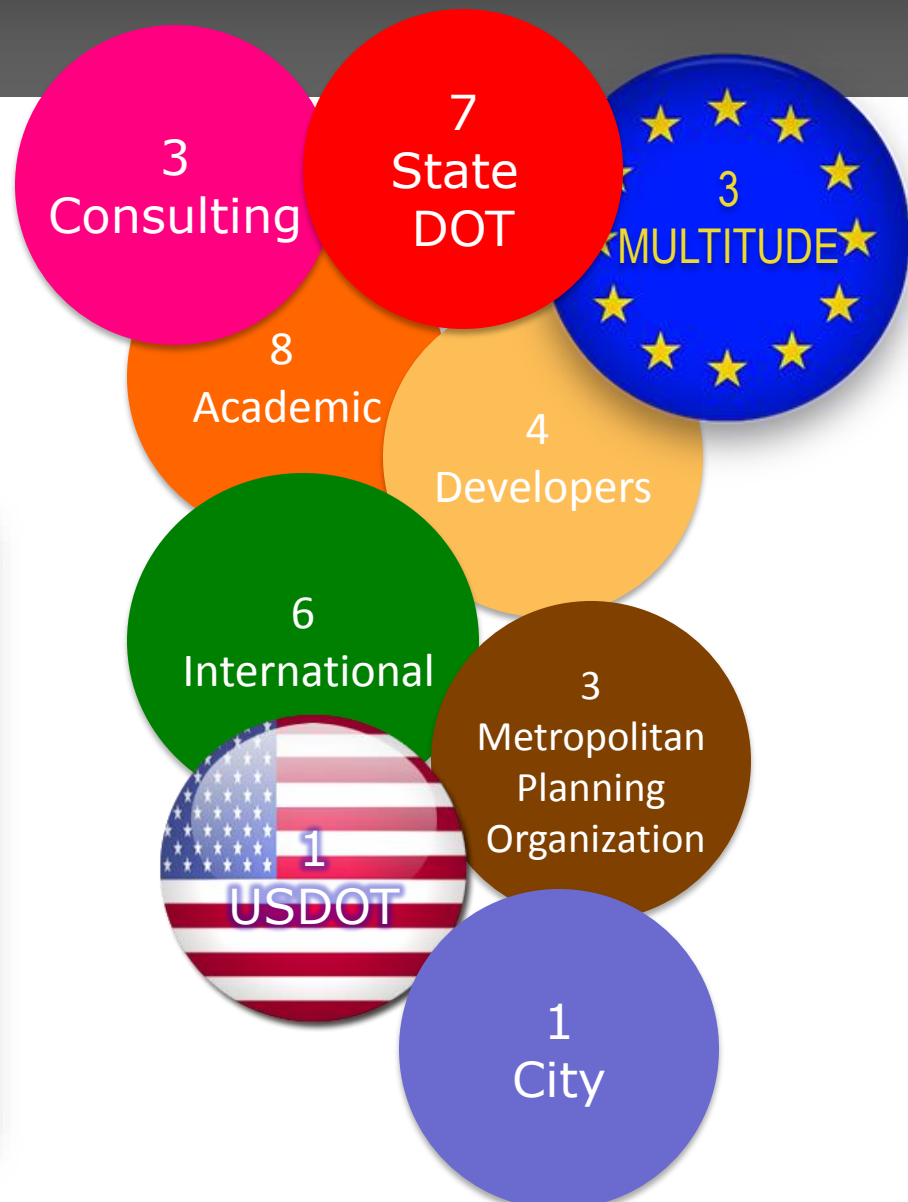 3
Consulting
7
State
DOT
3
MULTITUDE
8
Academic
4
Developers
6
International
3
Metropolitan
Planning
Organization
1
USDOT
1
City